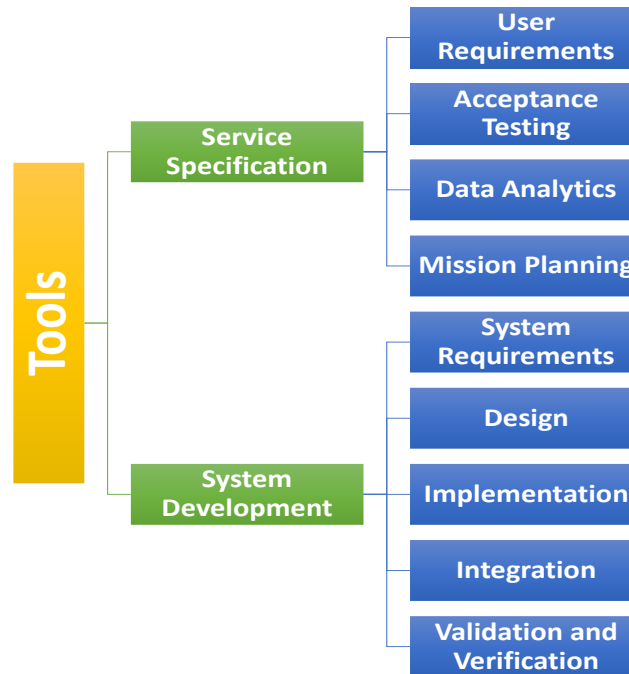 Tools
Service
Specification
User
Requirements
Acceptance
Testing
Data Analytics
Mission Planning
System
Development
System
Requirements
Design
Implementation
Integration
Validation and
Verification